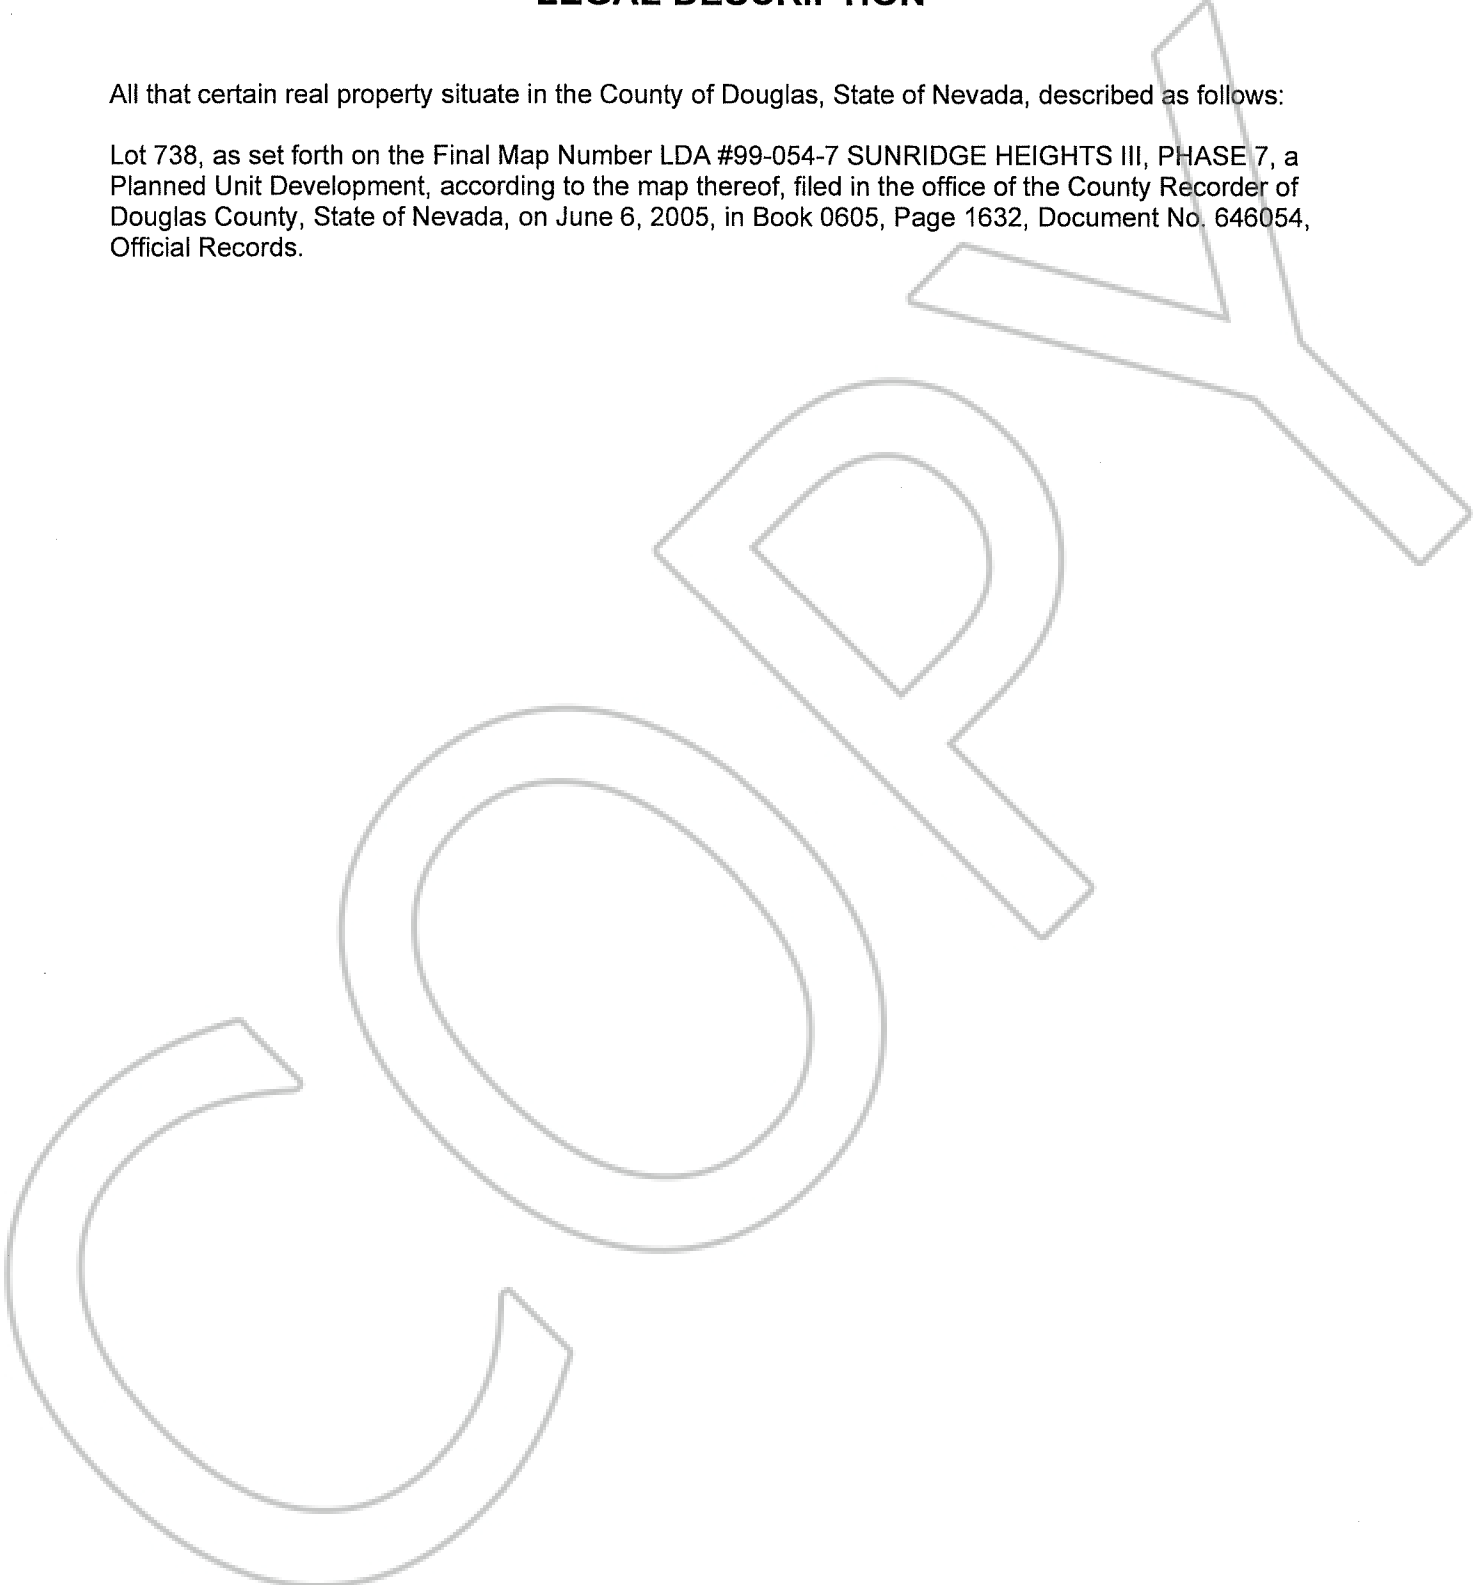 LEGAL DESCRIPTION
All that certain real property situate in the County of Douglas, State of Nevada, described as follows:
Lot 738, as set forth on the Final Map Number LDA #99-054-7 SUNRIDGE HEIGHTS III, PHASE 7, a
Planned Unit Development, according to the map thereof, filed in the office of the County Recorder of
Douglas County, State of Nevada, on June 6, 2005, in Book 0605, Page 1632, Document No. 646054,
Official Records.
COPY